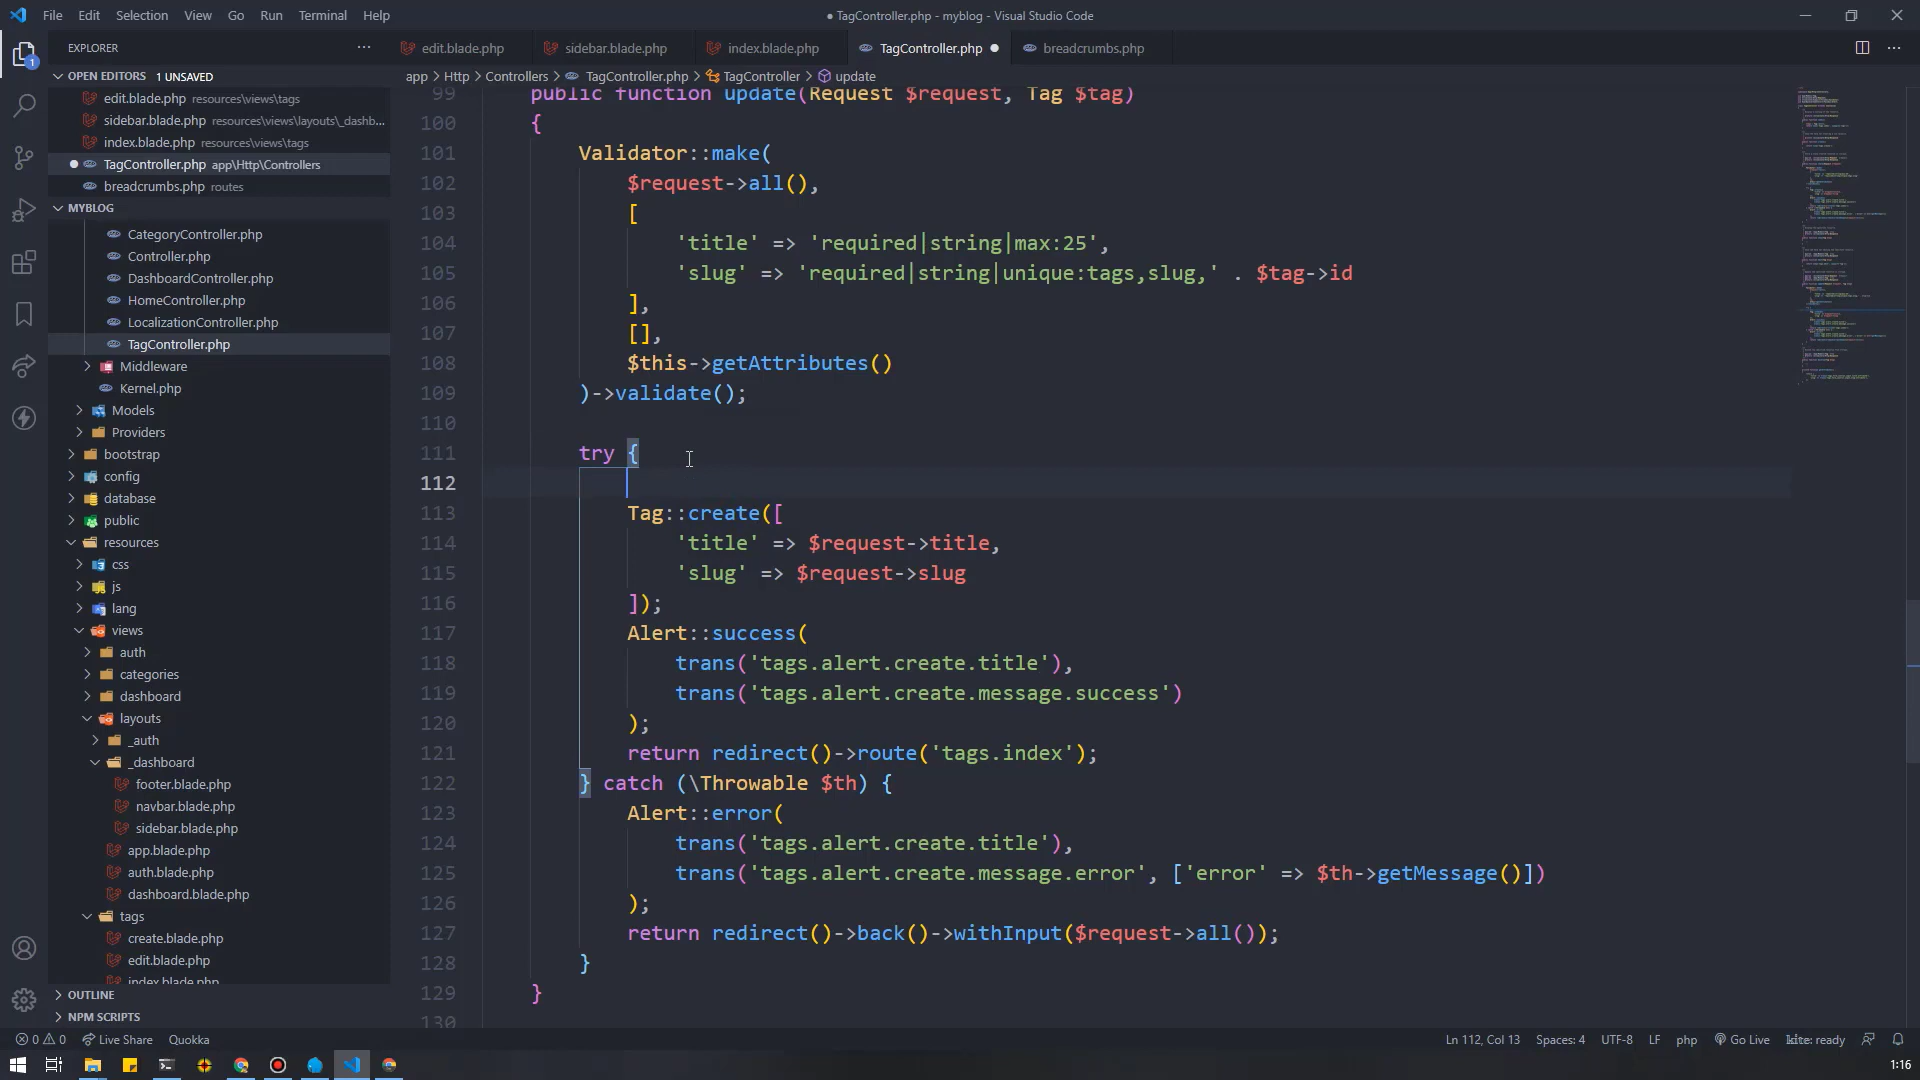 File Edit Selection View Go Run Terminal Help
● TagController.php - myblog - Visual Studio Code
EXPLORER
edit.blade.php
sidebar.blade.php
index.blade.php
TagController.php
breadcrumbs.php
OPEN EDITORS 1 UNSAVED
edit.blade.php resources\views\tags
sidebar.blade.php resources\views\layouts\_dashb...
index.blade.php resources\views\tags
TagController.php app\Http\Controllers
breadcrumbs.php routes
MYBLOG
CategoryController.php
Controller.php
DashboardController.php
HomeController.php
LocalizationController.php
TagController.php
Middleware
Kernel.php
Models
Providers
bootstrap
config
database
public
resources
css
js
lang
views
auth
categories
dashboard
layouts
_auth
_dashboard
footer.blade.php
navbar.blade.php
sidebar.blade.php
app.blade.php
auth.blade.php
dashboard.blade.php
tags
create.blade.php
edit.blade.php
index.blade.php
OUTLINE
NPM SCRIPTS
app > Http > Controllers > TagController.php > TagController > update
99 public function update(Request $request, Tag $tag)
100 {
101 Validator::make(
102 $request->all(),
103 [
104 'title' => 'required|string|max:25',
105 'slug' => 'required|string|unique:tags,slug,' . $tag->id
106 ],
107 [],
108 $this->getAttributes()
109 )->validate();
110
111 try {
112
113 Tag::create([
114 'title' => $request->title,
115 'slug' => $request->slug
116 ]);
117 Alert::success(
118 trans('tags.alert.create.title'),
119 trans('tags.alert.create.message.success')
120 );
121 return redirect()->route('tags.index');
122 } catch (\Throwable $th) {
123 Alert::error(
124 trans('tags.alert.create.title'),
125 trans('tags.alert.create.message.error', ['error' => $th->getMessage()])
126 );
127 return redirect()->back()->withInput($request->all());
128 }
129 }
130
0 0 Live Share Quokka
Ln 112, Col 13 Spaces: 4 UTF-8 LF php Go Live kite: ready
1:16